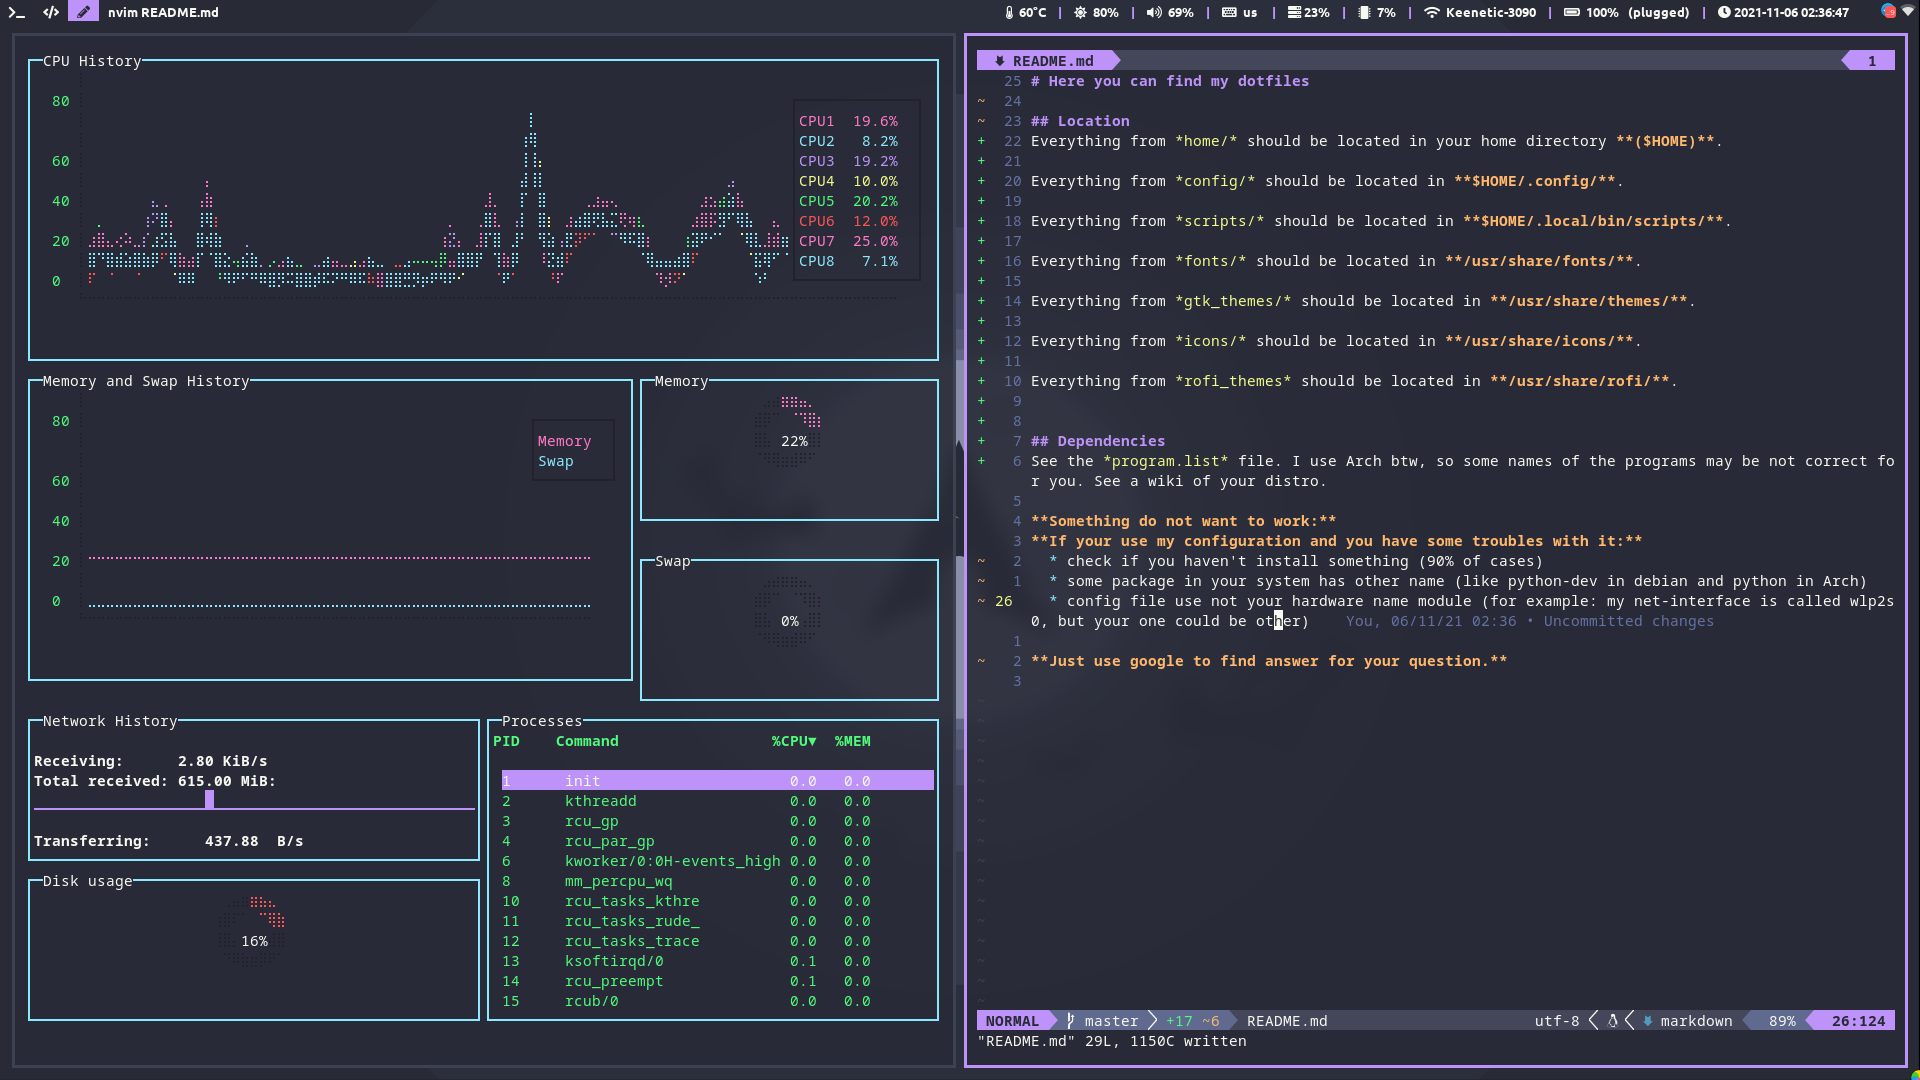 nvim README.md
60°C | 80% | 69% | us | 23% | 7% | Keenetic-3090 | 100% (plugged) | 2021-11-06 02:36:47
CPU History
80
60
40
20
0
CPU1 19.6%
CPU2 8.2%
CPU3 19.2%
CPU4 10.0%
CPU5 20.2%
CPU6 12.0%
CPU7 25.0%
CPU8 7.1%
Memory and Swap History
80
60
40
20
0
Memory
Swap
Memory
22%
Swap
0%
Network History
Receiving: 2.80 KiB/s
Total received: 615.00 MiB:
Transferring: 437.88 B/s
Disk usage
16%
Processes
PID Command %CPU▼ %MEM
1 init 0.0 0.0
2 kthreadd 0.0 0.0
3 rcu_gp 0.0 0.0
4 rcu_par_gp 0.0 0.0
6 kworker/0:0H-events_high 0.0 0.0
8 mm_percpu_wq 0.0 0.0
10 rcu_tasks_kthre 0.0 0.0
11 rcu_tasks_rude_ 0.0 0.0
12 rcu_tasks_trace 0.0 0.0
13 ksoftirqd/0 0.1 0.0
14 rcu_preempt 0.1 0.0
15 rcub/0 0.0 0.0
README.md 1
25 # Here you can find my dotfiles
~ 24
~ 23 ## Location
+ 22 Everything from *home/* should be located in your home directory **($HOME)**.
+ 21
+ 20 Everything from *config/* should be located in **$HOME/.config/**.
+ 19
+ 18 Everything from *scripts/* should be located in **$HOME/.local/bin/scripts/**.
+ 17
+ 16 Everything from *fonts/* should be located in **/usr/share/fonts/**.
+ 15
+ 14 Everything from *gtk_themes/* should be located in **/usr/share/themes/**.
+ 13
+ 12 Everything from *icons/* should be located in **/usr/share/icons/**.
+ 11
+ 10 Everything from *rofi_themes* should be located in **/usr/share/rofi/**.
+ 9
+ 8
+ 7 ## Dependencies
+ 6 See the *program.list* file. I use Arch btw, so some names of the programs may be not correct fo
r you. See a wiki of your distro.
5
4 **Something do not want to work:**
3 **If your use my configuration and you have some troubles with it:**
~ 2 * check if you haven't install something (90% of cases)
~ 1 * some package in your system has other name (like python-dev in debian and python in Arch)
~ 26 * config file use not your hardware name module (for example: my net-interface is called wlp2s
0, but your one could be other) You, 06/11/21 02:36 • Uncommitted changes
1
~ 2 **Just use google to find answer for your question.**
3
NORMAL master +17 ~6 README.md utf-8 markdown 89% 26:124
"README.md" 29L, 1150C written